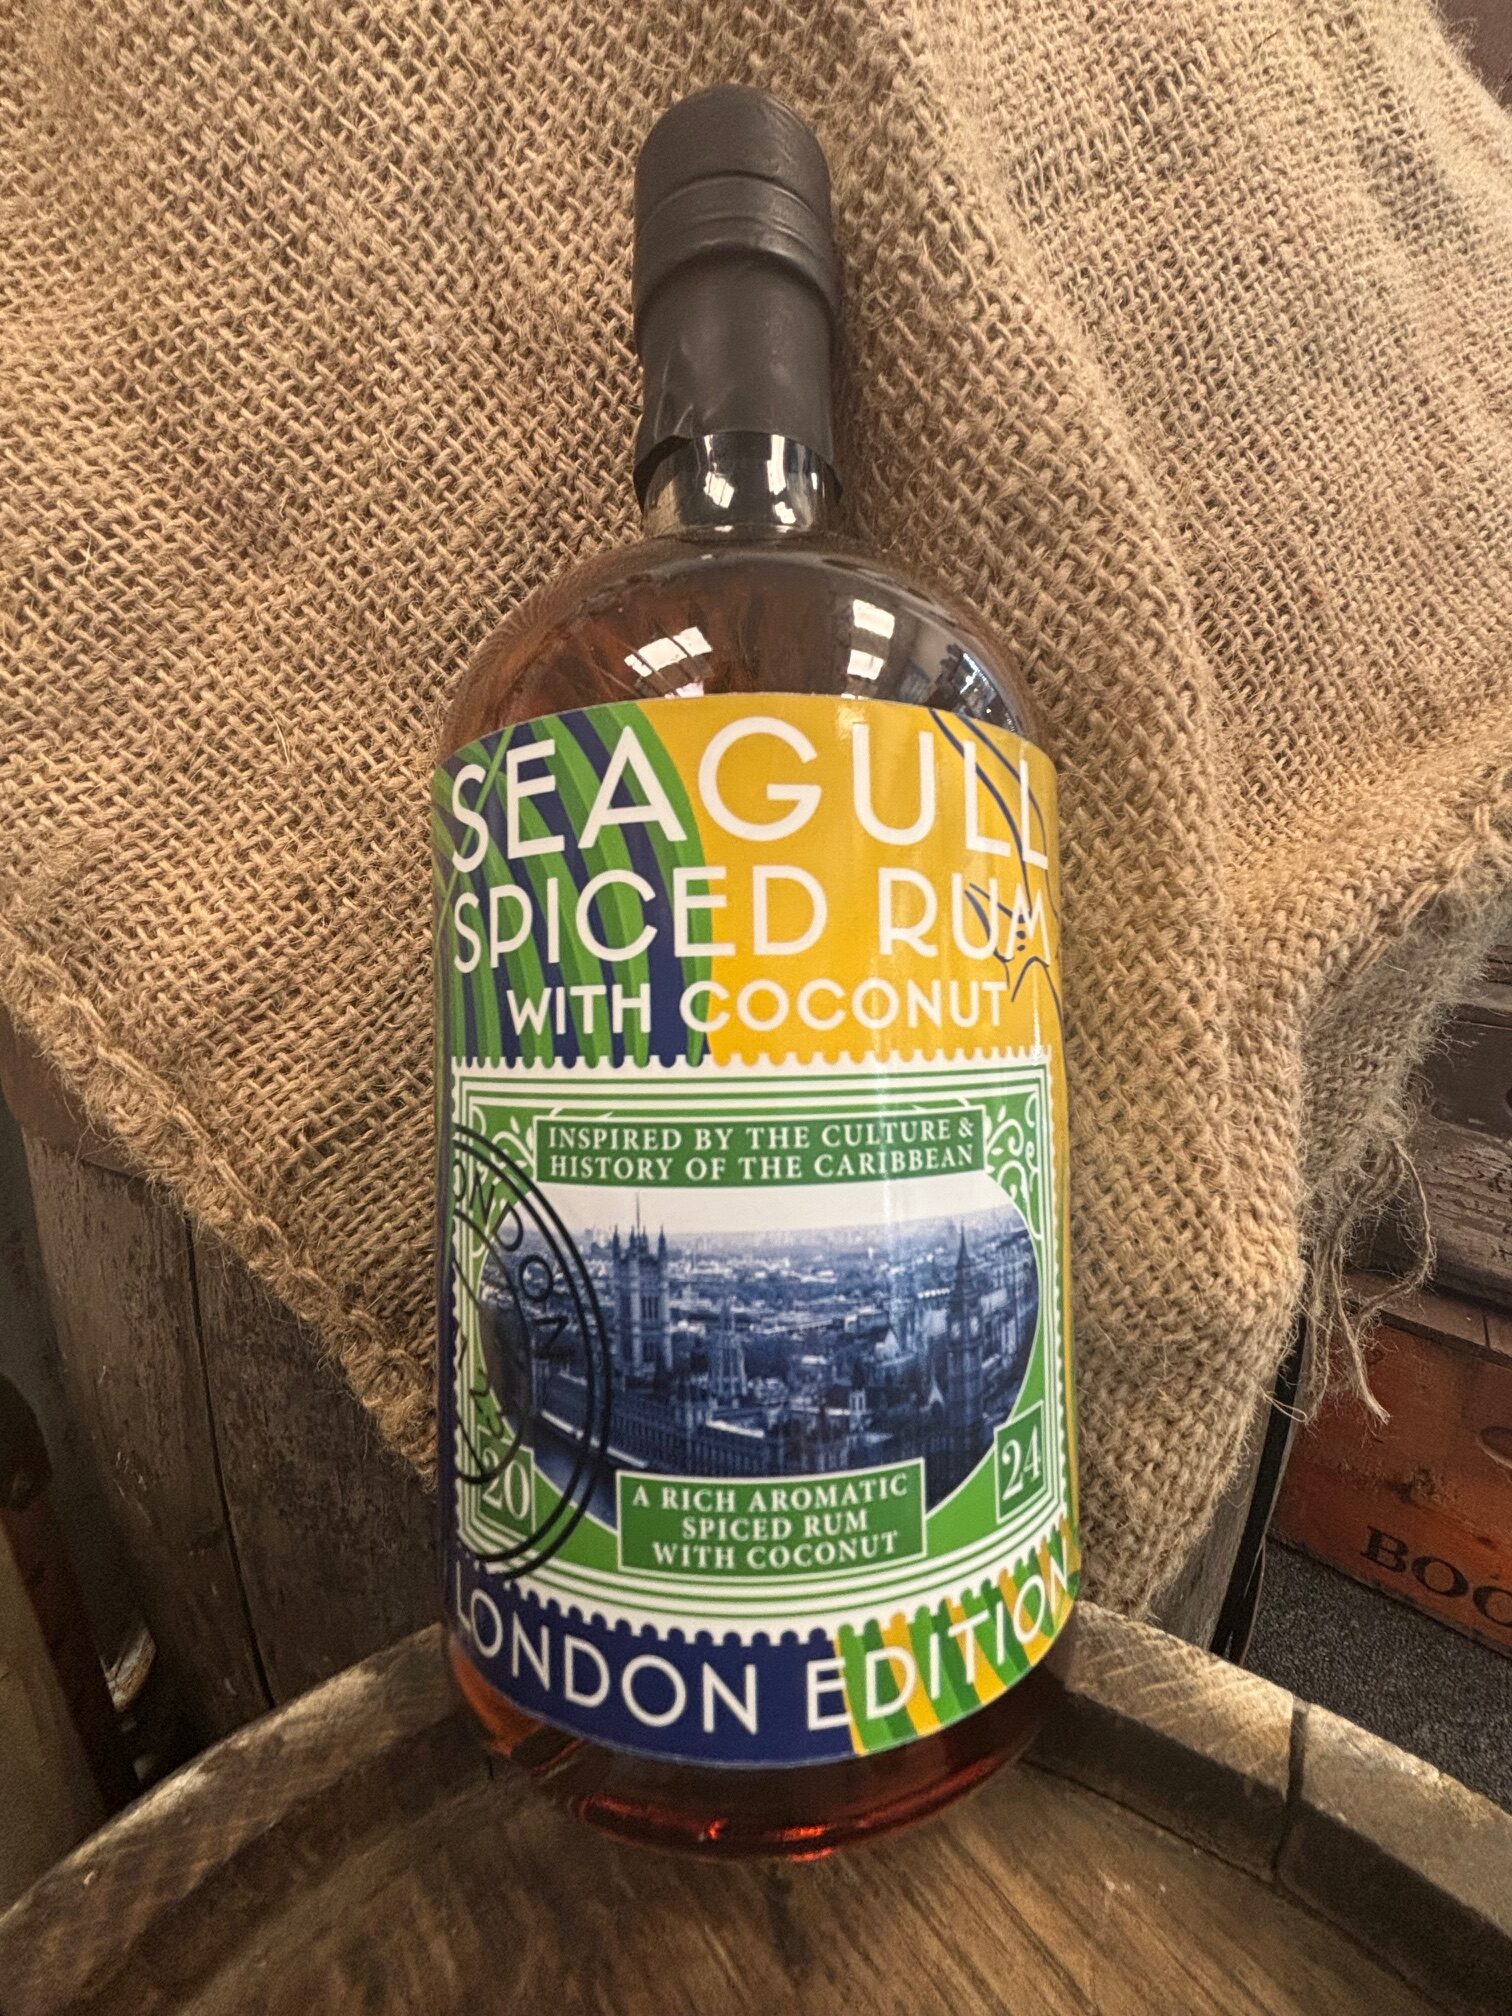 SEAGULL
SPICED RUM
WITH COCONUT
INSPIRED BY THE CULTURE &
HISTORY OF THE CARIBBEAN
20
24
A RICH AROMATIC
SPICED RUM
WITH COCONUT
LONDON EDITION